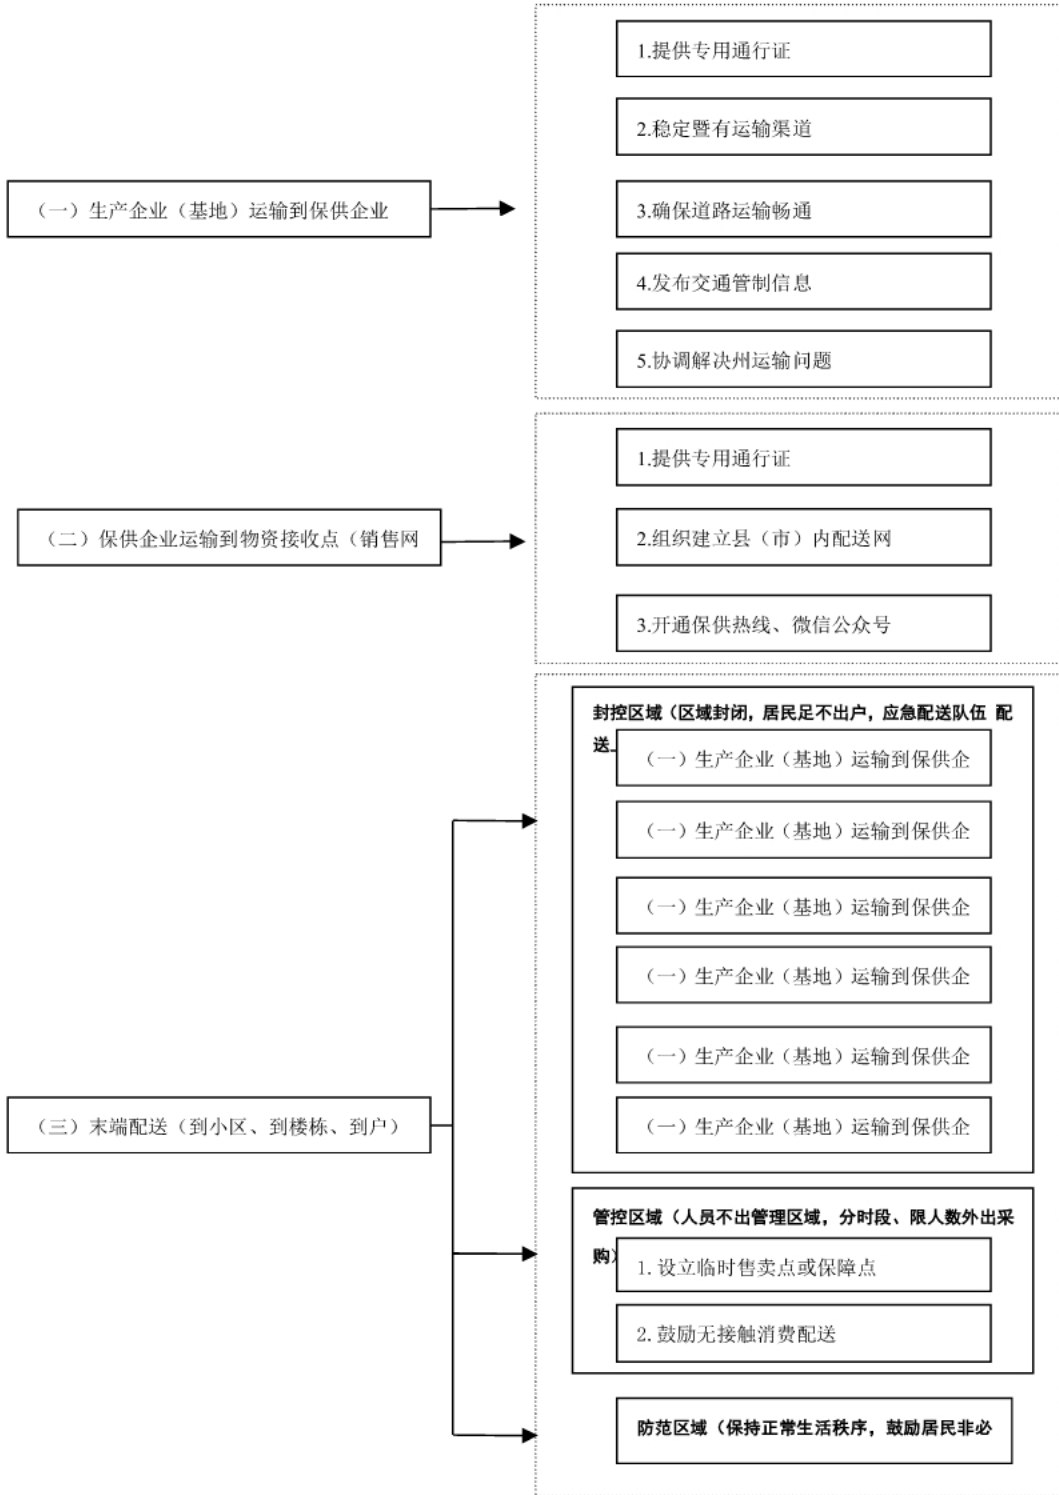 1.提供专用通行证
2.稳定暨有运输渠道
（一）生产企业（基地）运输到保供企业
3.确保道路运输畅通
4.发布交通管制信息
5.协调解决州运输问题
1.提供专用通行证
（二）保供企业运输到物资接收点（销售网
2.组织建立县（市）内配送网
3.开通保供热线、微信公众号
封控区域（区域封闭，居民足不出户，应急配送队伍 配
送
（一）生产企业（基地）运输到保供企
（一）生产企业（基地）运输到保供企
（一）生产企业（基地）运输到保供企
（一）生产企业（基地）运输到保供企
（一）生产企业（基地）运输到保供企
（三）末端配送（到小区、到楼栋、到户）
（一）生产企业（基地）运输到保供企
管控区域（人员不出管理区域，分时段、限人数外出采
购）
1. 设立临时售卖点或保障点
2. 鼓励无接触消费配送
防范区域（保持正常生活秩序，鼓励居民非必